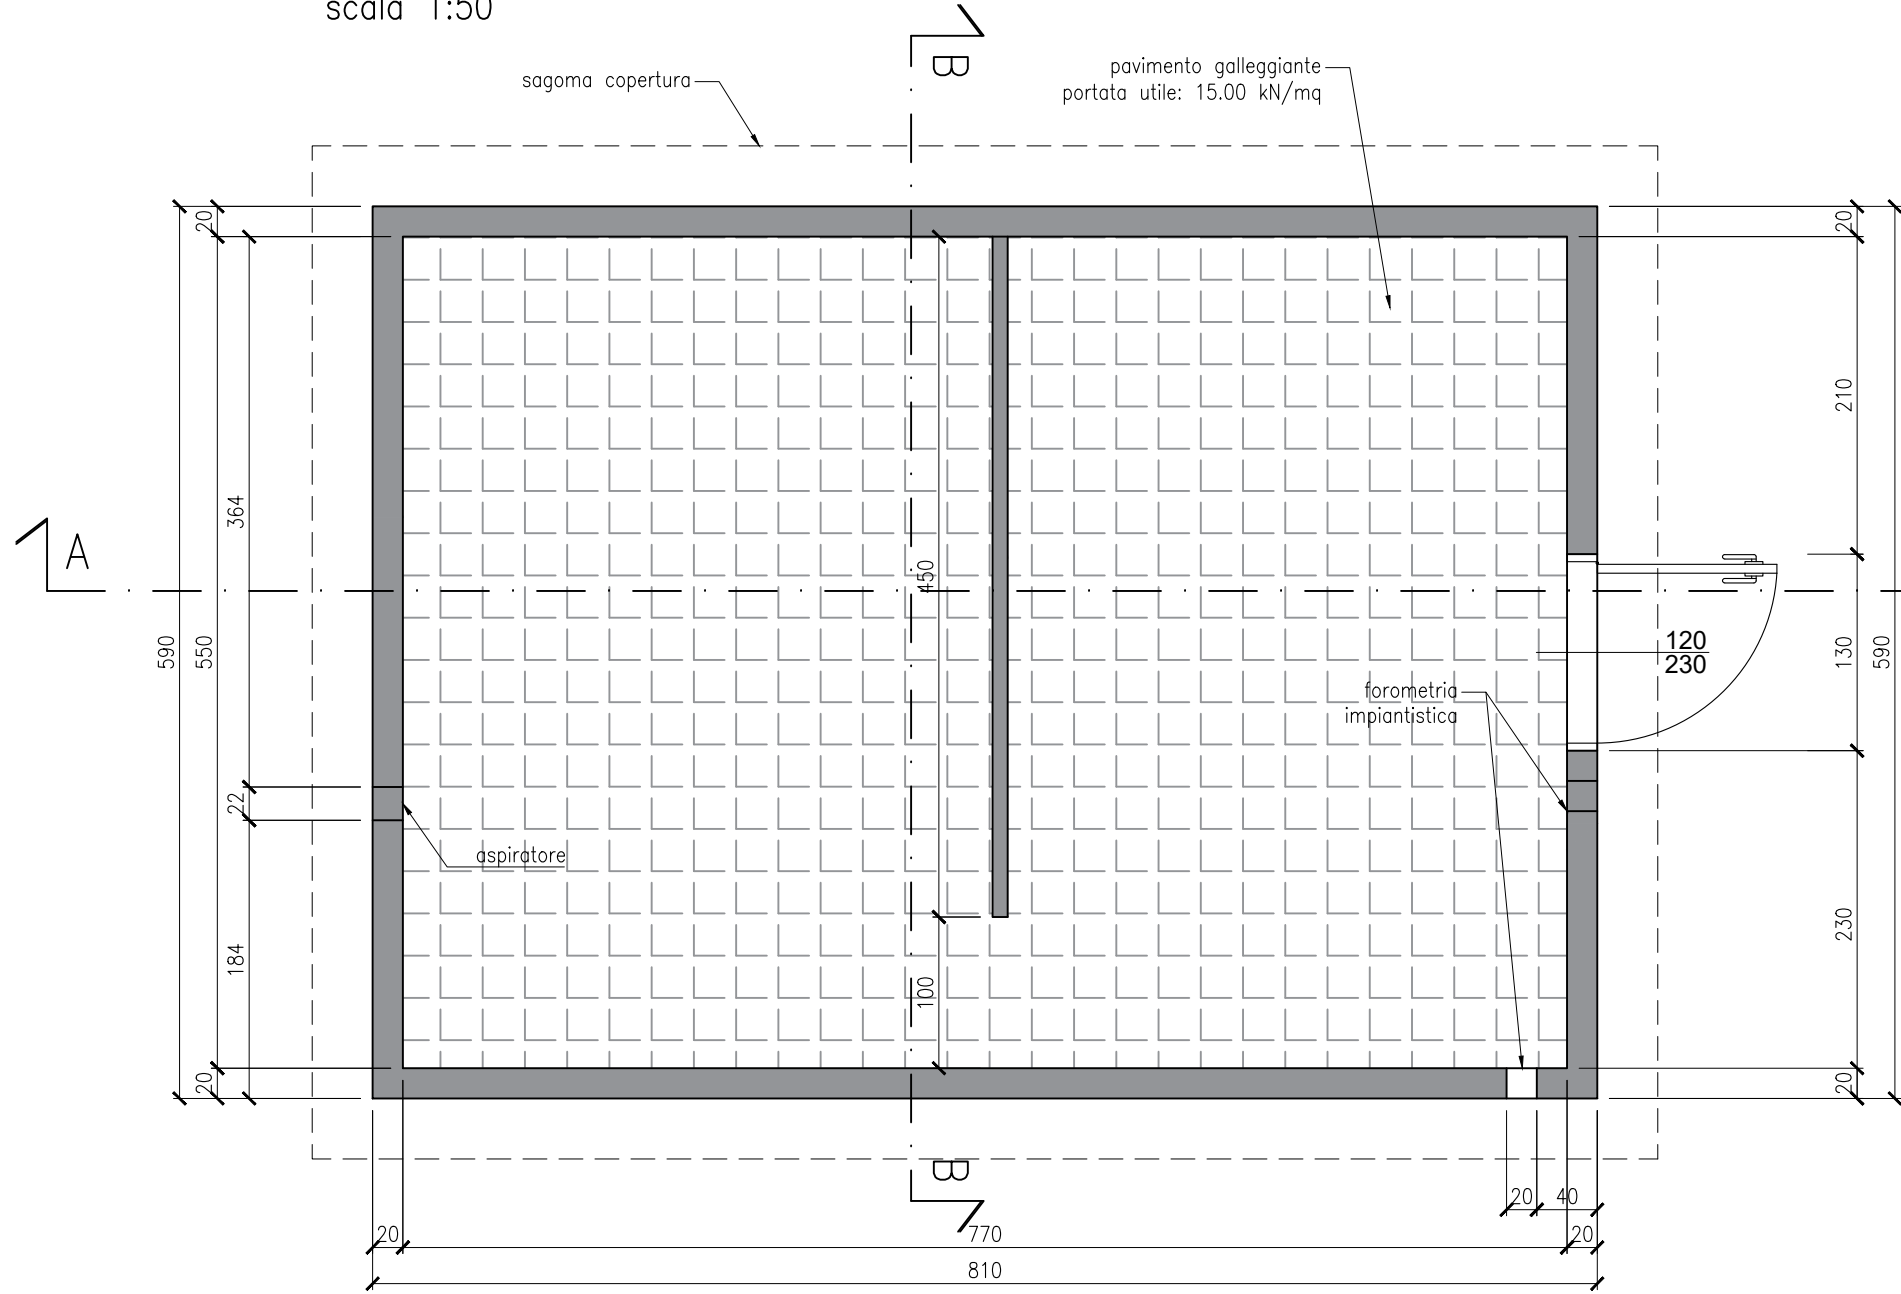 scala 1:50
B
sagoma copertura
pavimento galleggiante
portata utile: 15.00 kN/mq
20
20
364
210
A
450
590
550
120
230
130
590
forometria
impiantistica
22
aspiratore
184
230
100
20
20
B
20
40
20
770
20
810